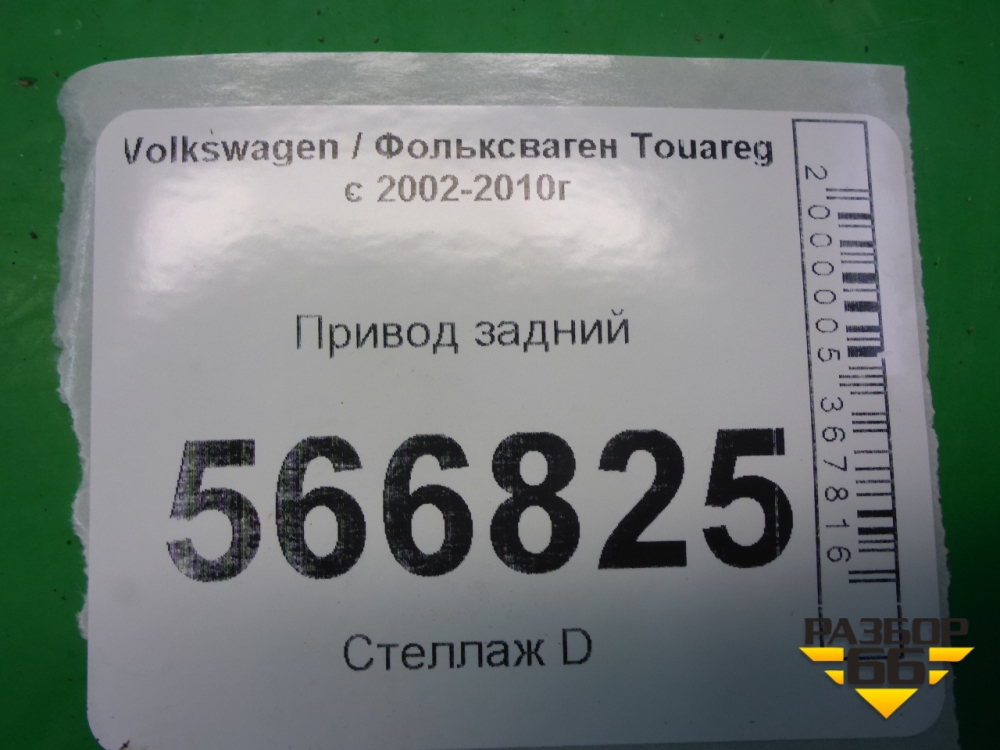 Volkswagen / Фольксваген Touareg
с 2002-2010г
Привод задний
566825
Стеллаж D
2000005367816
РАЗБОР
66